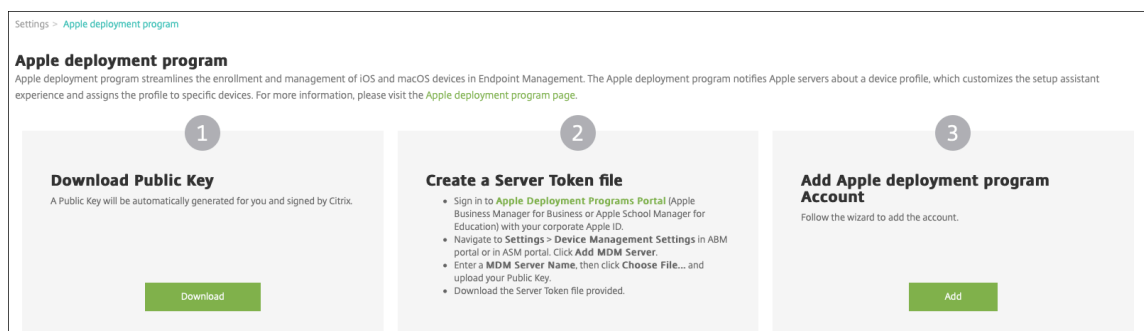 Settings > Apple deployment program
Apple deployment program
Apple deployment program streamlines the enrollment and management of iOS and macOS devices in Endpoint Management. The Apple deployment program notifies Apple servers about a device profile, which customizes the setup assistant
experience and assigns the profile to specific devices. For more information, please visit the Apple deployment program page.
1
Download Public Key
A Public Key will be automatically generated for you and signed by Citrix.
Download
2
Create a Server Token file
• Sign in to Apple Deployment Programs Portal (Apple
Business Manager for Business or Apple School Manager for
Education) with your corporate Apple ID.
• Navigate to Settings > Device Management Settings in ABM
portal or in ASM portal. Click Add MDM Server.
• Enter a MDM Server Name, then click Choose File... and
upload your Public Key.
• Download the Server Token file provided.
3
Add Apple deployment program
Account
Follow the wizard to add the account.
Add